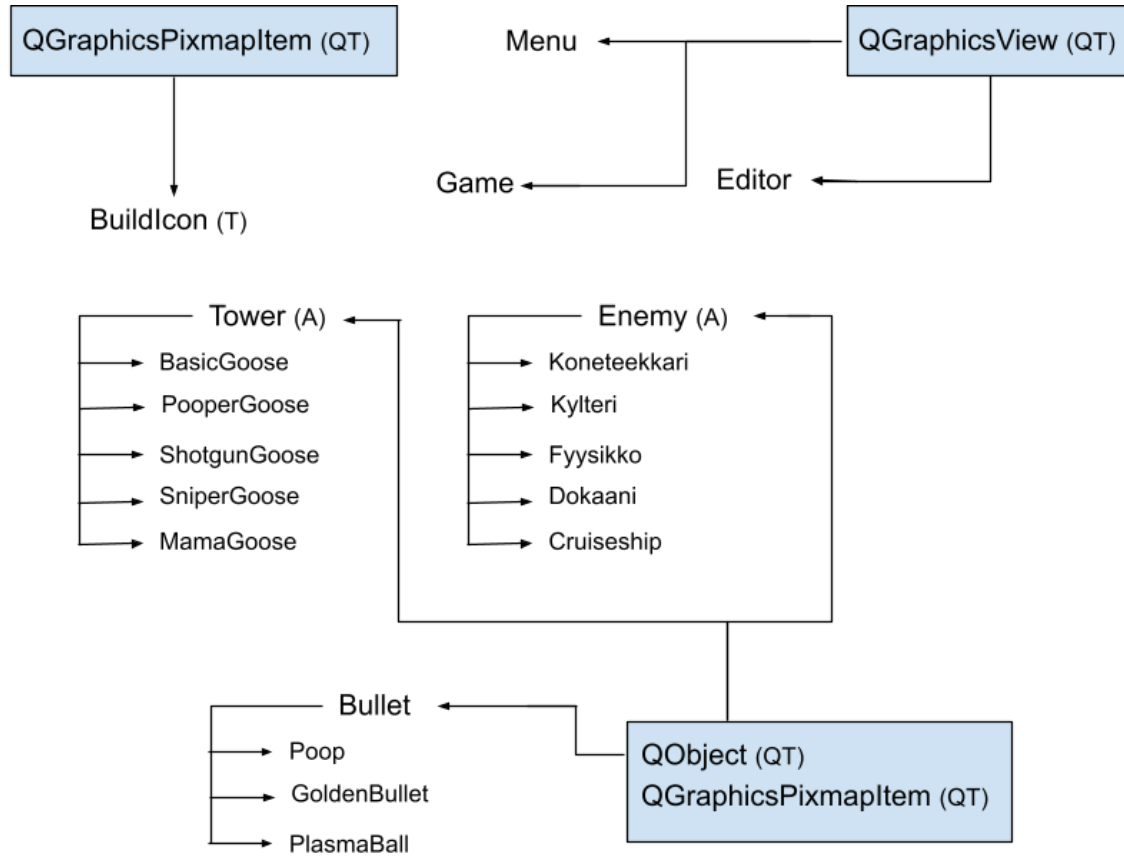 QGraphicsPixmapItem (QT)
Menu
QGraphicsView (QT)
Game
Editor
BuildIcon (T)
Tower (A)
BasicGoose
PooperGoose
ShotgunGoose
SniperGoose
MamaGoose
Enemy (A)
Koneteekkari
Kylteri
Fyysikko
Dokaani
Cruiseship
Bullet
Poop
GoldenBullet
PlasmaBall
QObject (QT)
QGraphicsPixmapItem (QT)